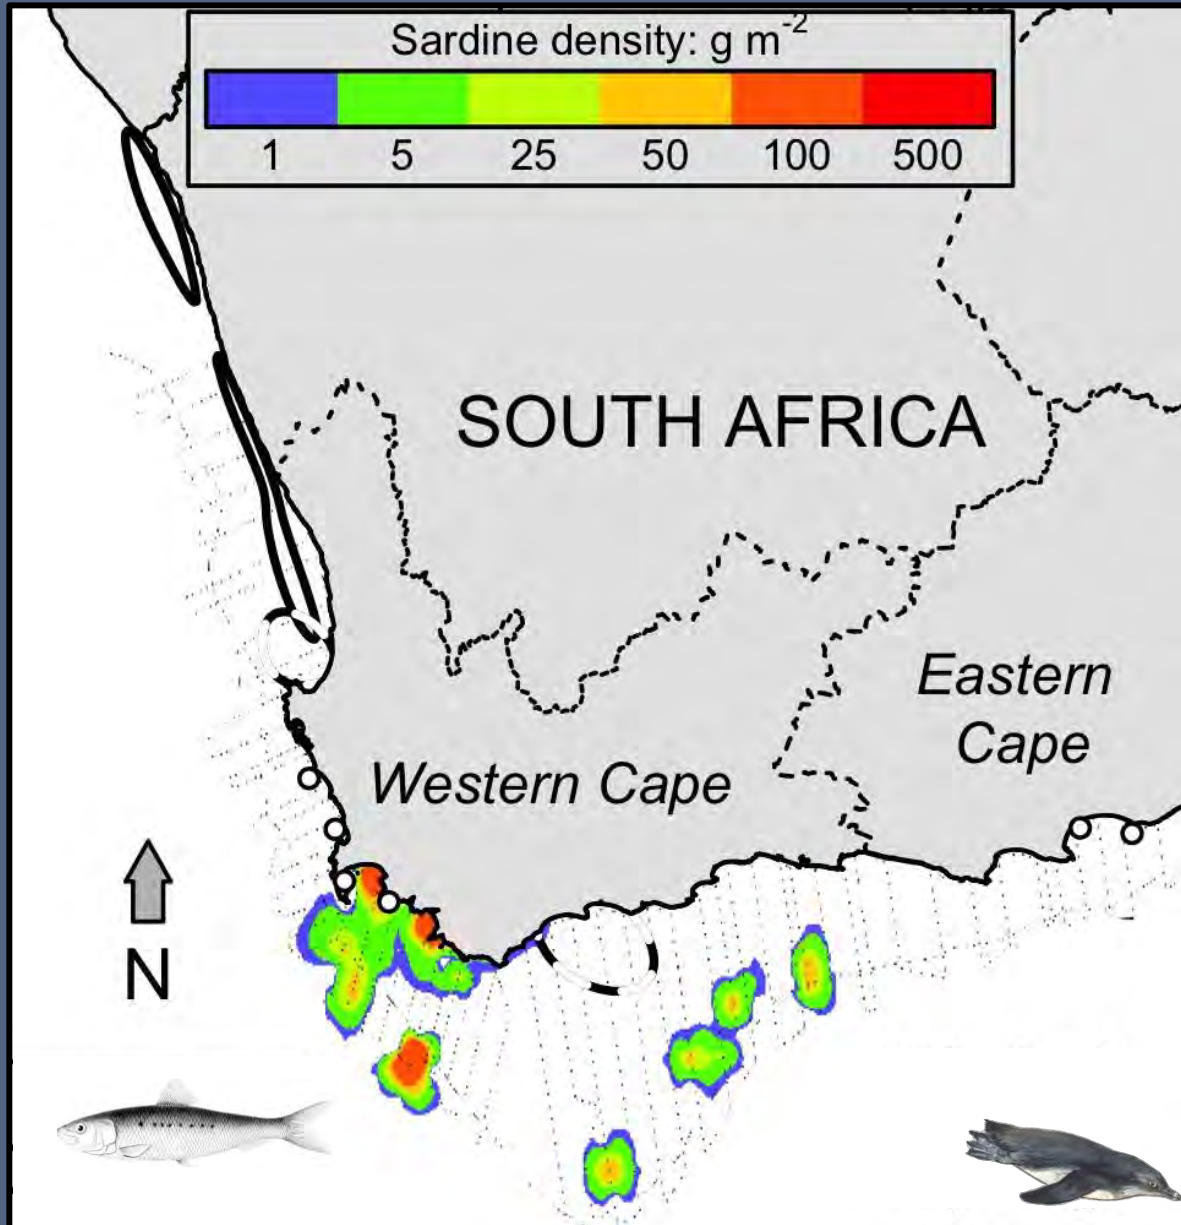 Sardine density: g m⁻²
1 5 25 50 100 500
SOUTH AFRICA
Eastern
Cape
Western Cape
N